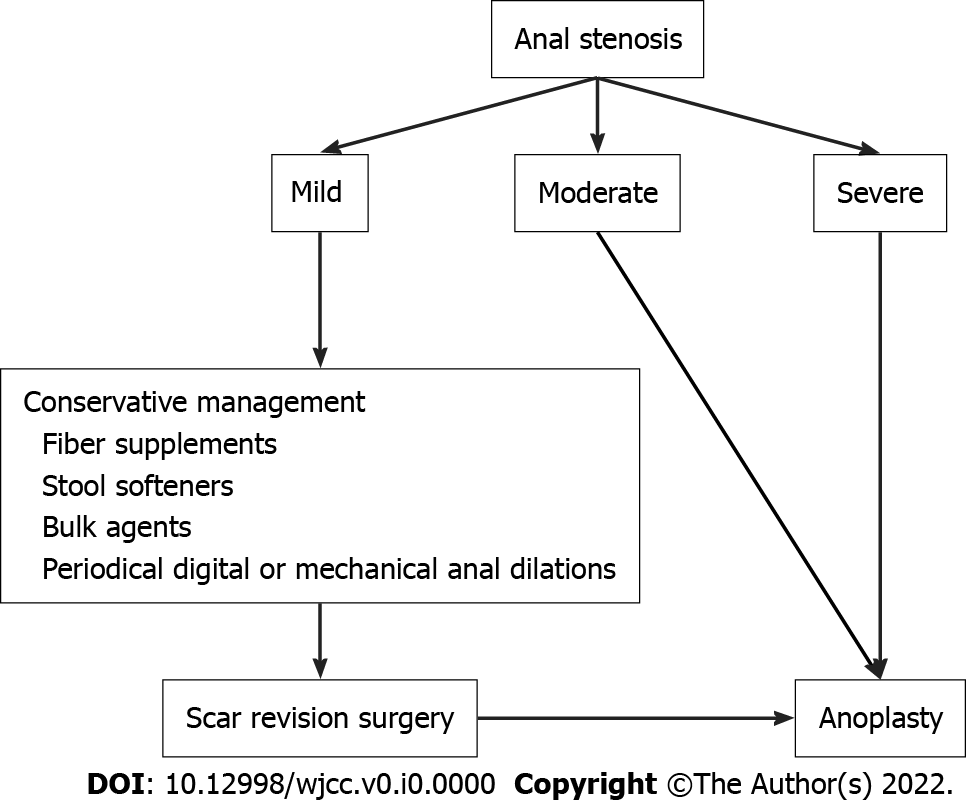 Anal stenosis
Mild
Moderate
Severe
Conservative management
Fiber supplements
Stool softeners
Bulk agents
Periodical digital or mechanical anal dilations
Scar revision surgery
Anoplasty
DOI: 10.12998/wjcc.v0.i0.0000 Copyright ©The Author(s) 2022.